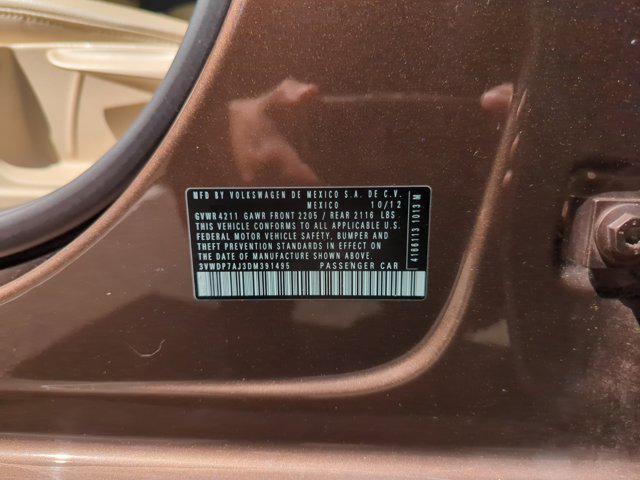 MFD BY VOLKSWAGEN DE MEXICO S.A. DE C.V.
MEXICO 10/12
GVWR 4211 GAWR FRONT 2205 / REAR 2116 LBS
THIS VEHICLE CONFORMS TO ALL APPLICABLE U.S.
FEDERAL MOTOR VEHICLE SAFETY, BUMPER AND
THEFT PREVENTION STANDARDS IN EFFECT ON
THE DATE OF MANUFACTURE SHOWN ABOVE.
3VWDP7AJ3DM391495 PASSENGER CAR
4166113 1013 M